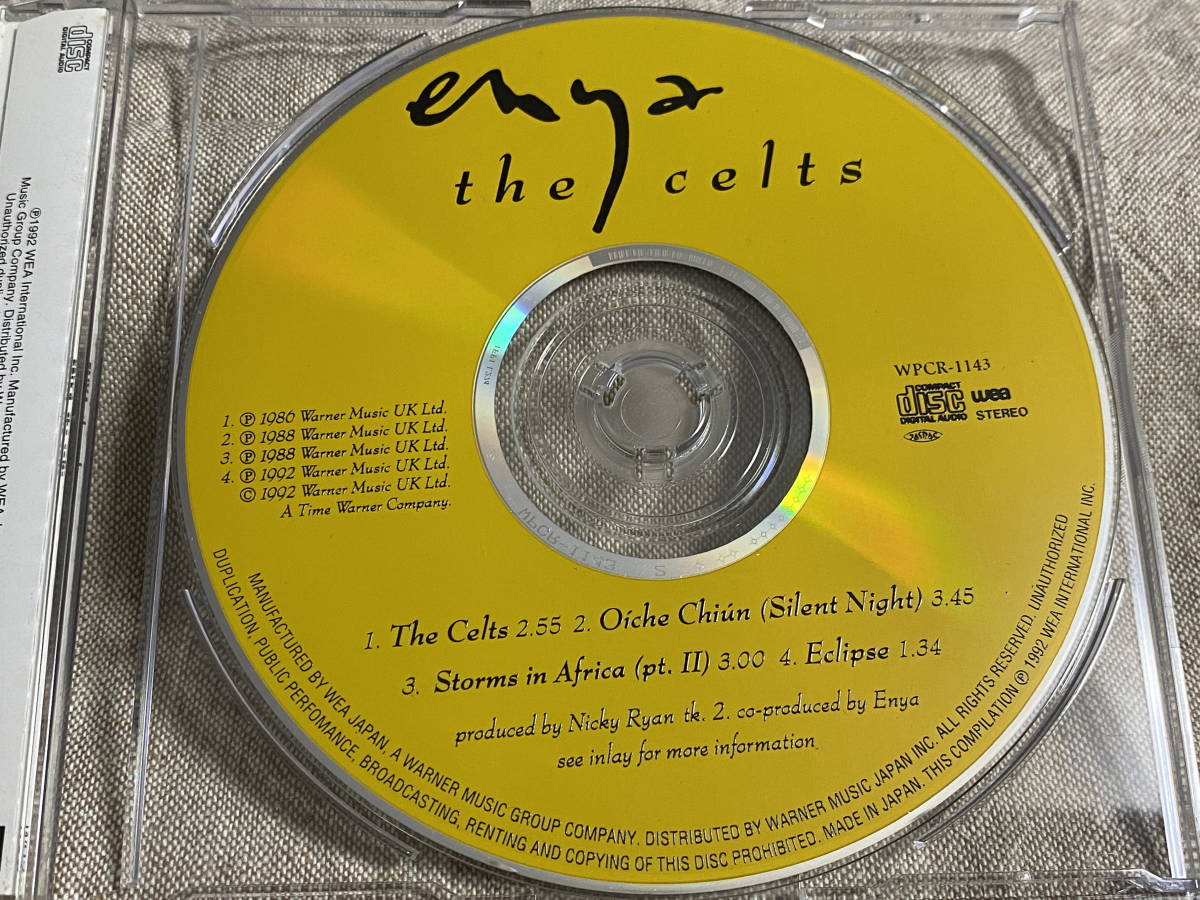 enya
the celts
WPCR-1143
COMPACT
disc
DIGITAL AUDIO
wea
STEREO
1. ℗ 1986 Warner Music UK Ltd.
2. ℗ 1988 Warner Music UK Ltd.
3. ℗ 1988 Warner Music UK Ltd.
4. ℗ 1992 Warner Music UK Ltd.
© 1992 Warner Music UK Ltd.
A Time Warner Company.
WPCR-1143 S
1. The Celts 2.55 2. Oíche Chiún (Silent Night) 3.45
3. Storms in Africa (pt. II) 3.00 4. Eclipse 1.34
produced by Nicky Ryan tk. 2. co-produced by Enya
see inlay for more information.
MANUFACTURED BY WEA JAPAN. A WARNER MUSIC GROUP COMPANY. DISTRIBUTED BY WARNER MUSIC JAPAN INC. ALL RIGHTS RESERVED. UNAUTHORIZED
DUPLICATION, PUBLIC PERFOMANCE, BROADCASTING, RENTING AND COPYING OF THIS DISC PROHIBITED. MADE IN JAPAN. THIS COMPILATION ℗ 1992 WEA INTERNATIONAL INC.
COMPACT
disc
DIGITAL AUDIO
℗1992 WEA International Inc. Manufactured by WEA
Music Group Company. Distributed by
Unauthorized